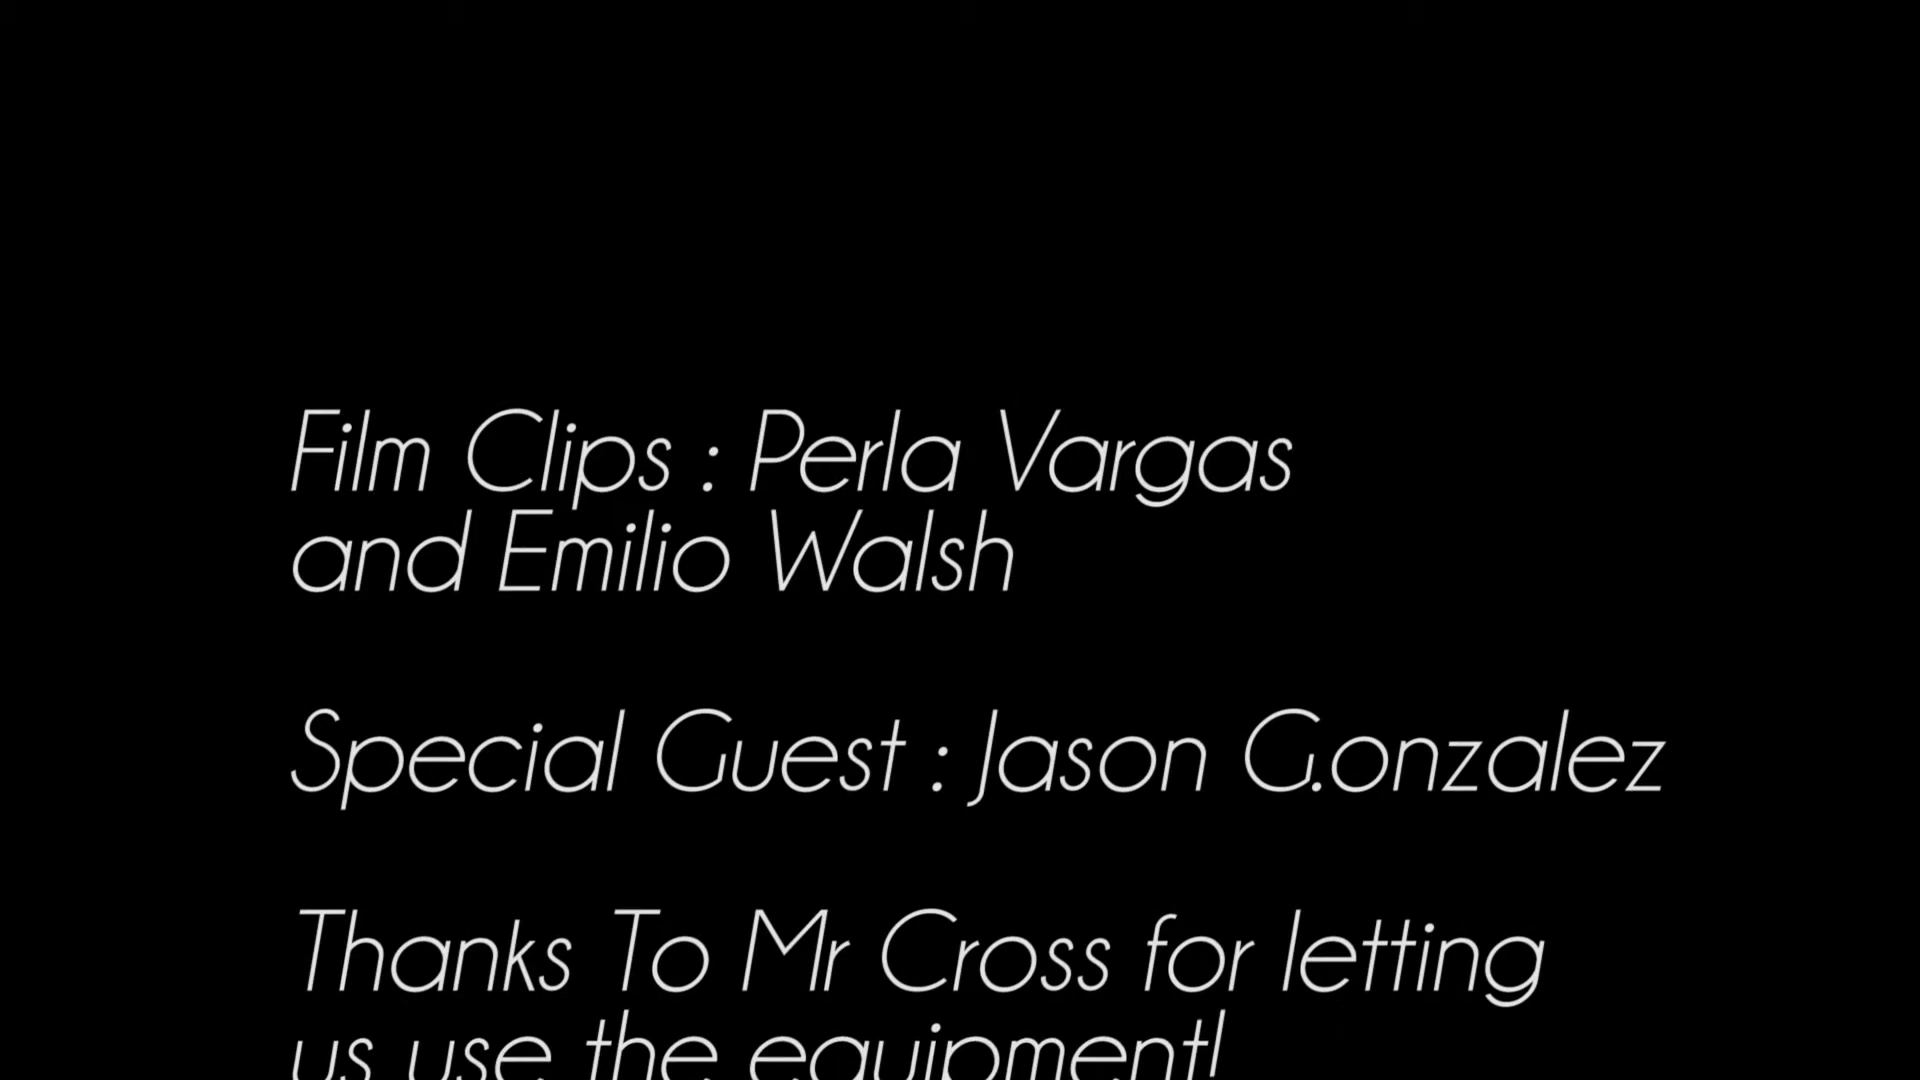 Film Clips : Perla Vargas
and Emilio Walsh
Special Guest : Jason G.onzalez
Thanks To Mr Cross for letting
us use the equipment!